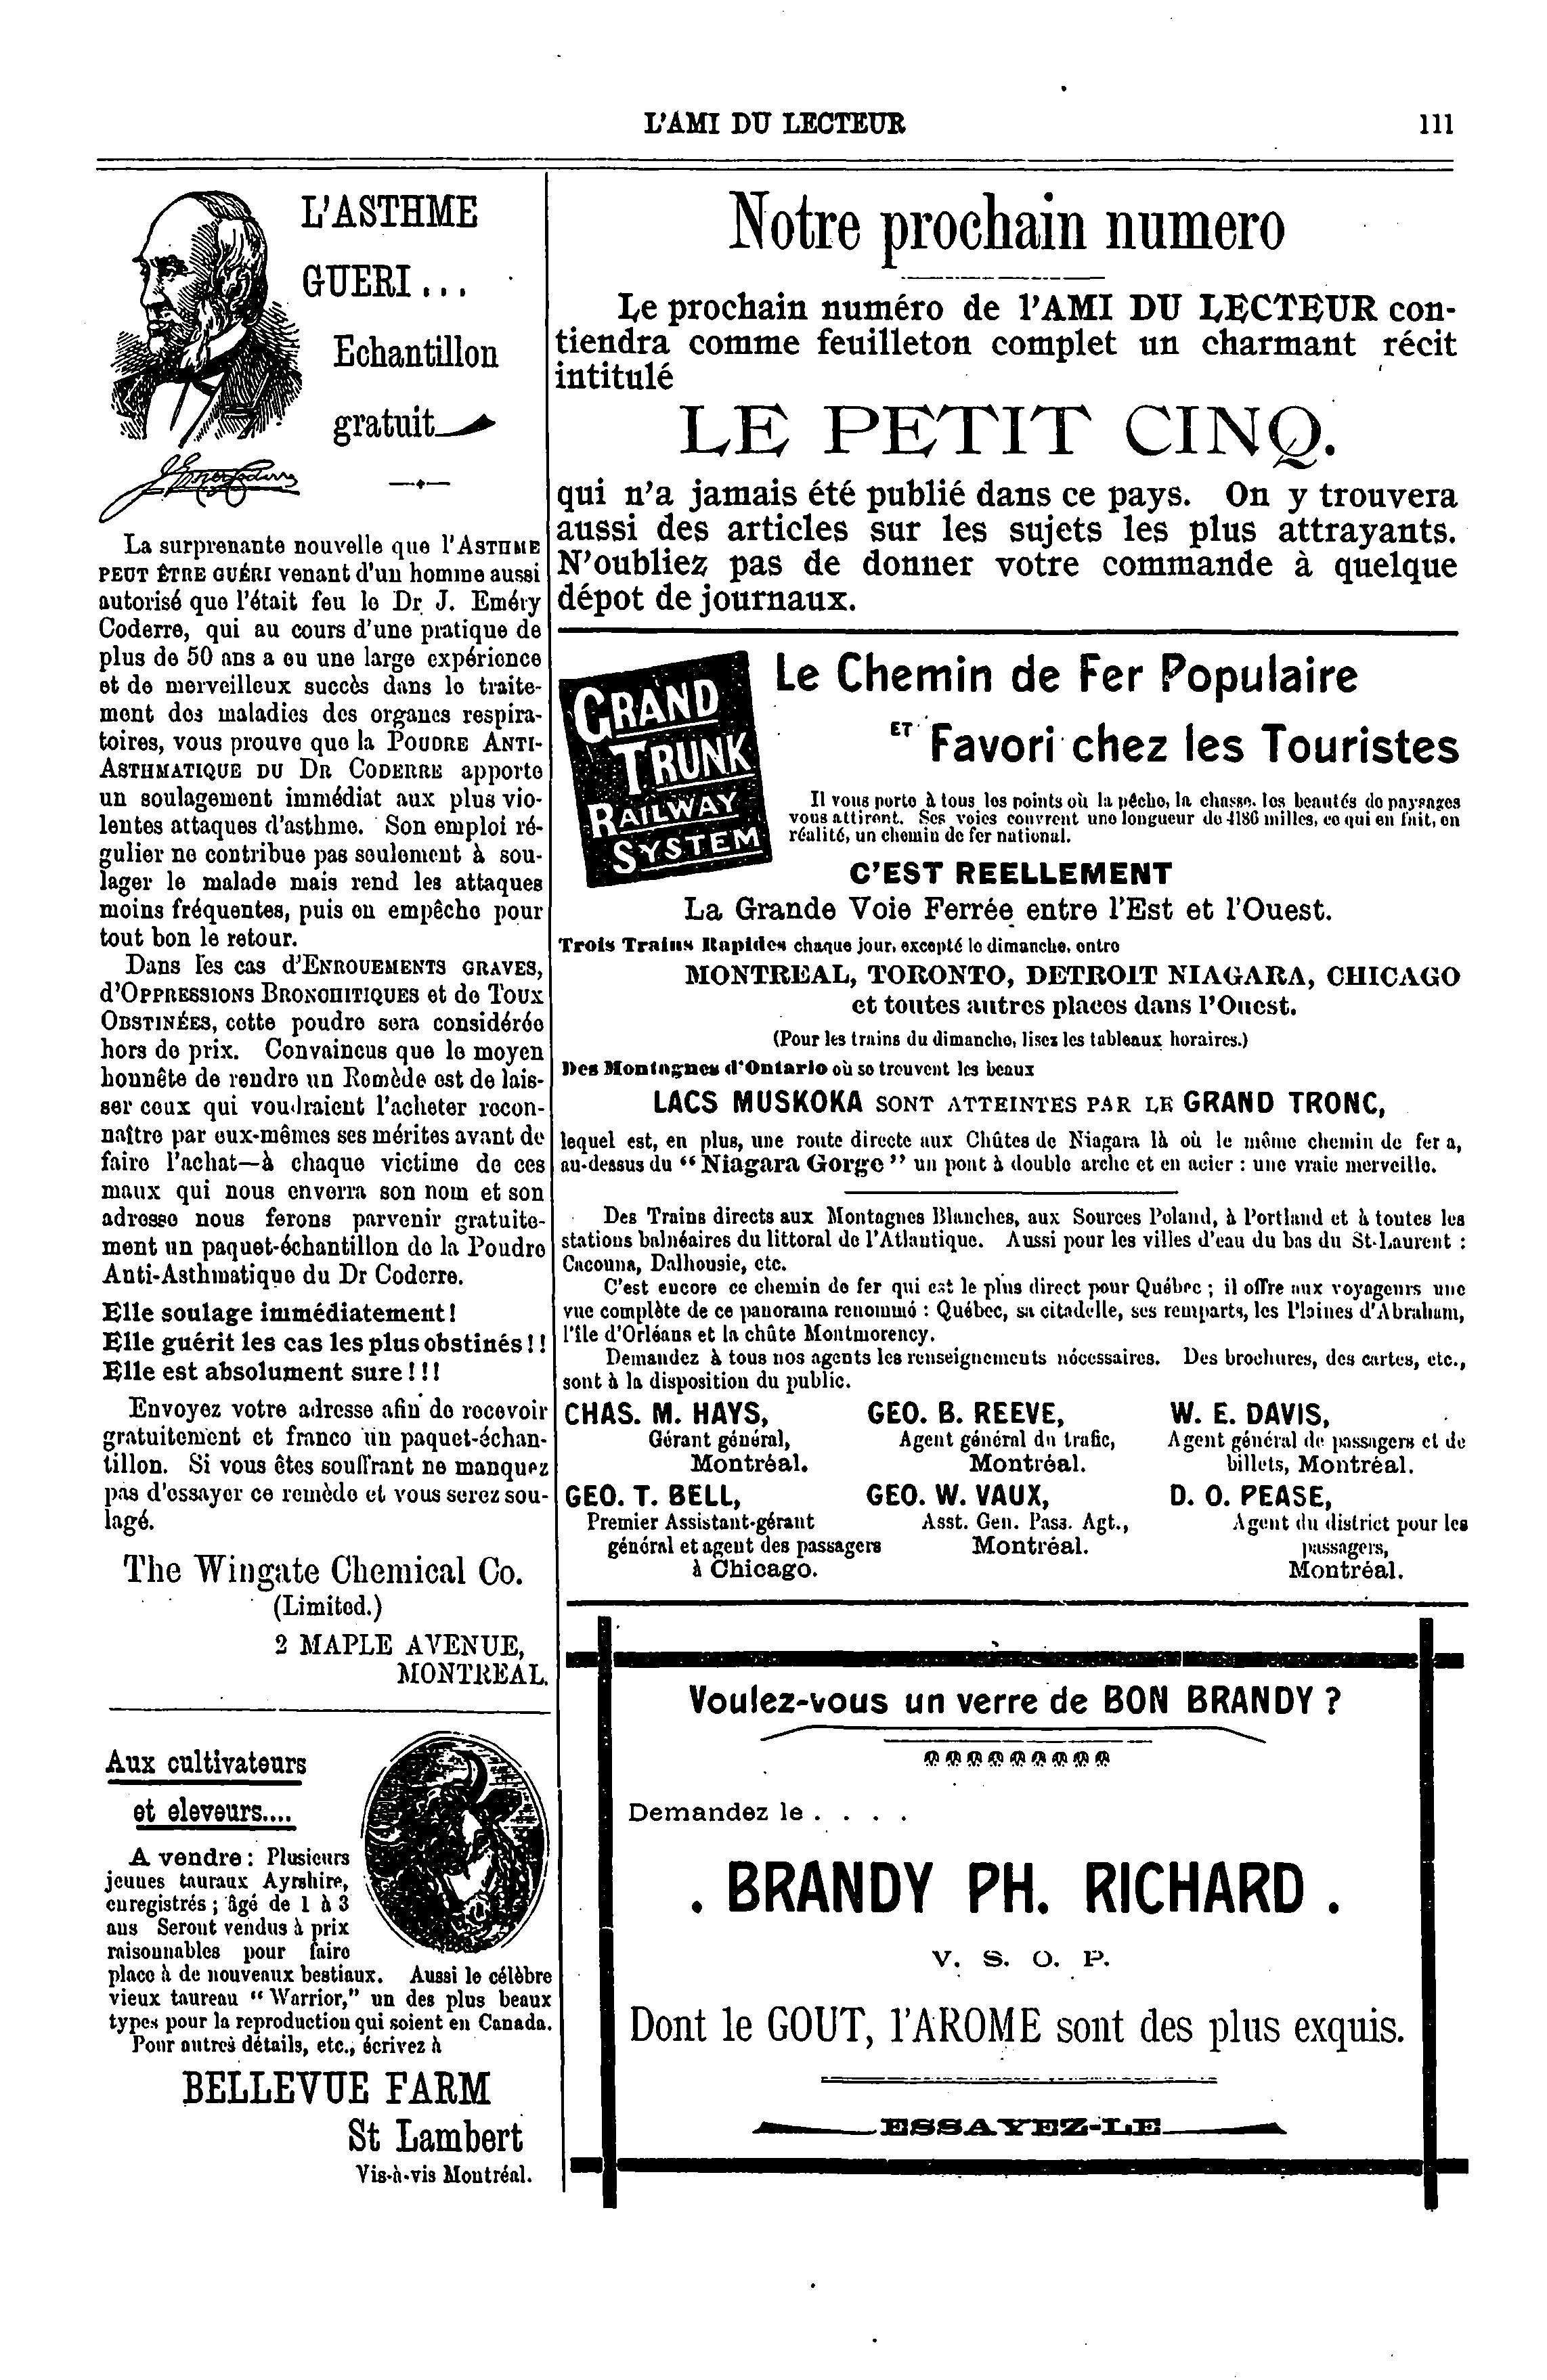 L'AMI DU LECTEUR
111
L'ASTHME
GUERI...
Echantillon
gratuit
La surprenante nouvelle que l'ASTHME
PEUT ÊTRE GUÉRI venant d'un homme aussi
autorisé que l'était feu le Dr J. Eméry
Coderre, qui au cours d'une pratique de
plus de 50 ans a eu une large expérience
et de merveilleux succès dans le traite-
ment des maladies des organes respira-
toires, vous prouve que la POUDRE ANTI-
ASTHMATIQUE DU DR CODERRE apporte
un soulagement immédiat aux plus vio-
lentes attaques d'asthme. Son emploi ré-
gulier ne contribue pas seulement à sou-
lager le malade mais rend les attaques
moins fréquentes, puis en empêche pour
tout bon le retour.
Dans les cas d'ENROUEMENTS GRAVES,
d'OPPRESSIONS BRONCHITIQUES et de TOUX
OBSTINÉES, cette poudre sera considérée
hors de prix. Convaincus que le moyen
honnête de rendre un Remède est de lais-
ser ceux qui voudraient l'acheter recon-
naître par eux-mêmes ses mérites avant de
faire l'achat—à chaque victime de ces
maux qui nous enverra son nom et son
adresse nous ferons parvenir gratuite-
ment un paquet-échantillon de la Poudre
Anti-Asthmatique du Dr Coderre.
Elle soulage immédiatement!
Elle guérit les cas les plus obstinés!!
Elle est absolument sure!!!
Envoyez votre adresse afin de recevoir
gratuitement et franco un paquet-échan-
tillon. Si vous êtes souffrant ne manquez
pas d'essayer ce remède et vous serez sou-
lagé.
The Wingate Chemical Co.
(Limited.)
2 MAPLE AVENUE,
MONTREAL.
Aux cultivateurs
et eleveurs....
A vendre: Plusieurs
jeunes tauraux Ayrshire,
enregistrés; âgé de 1 à 3
ans Seront vendus à prix
raisonnables pour faire
place à de nouveaux bestiaux. Aussi le célèbre
vieux taureau "Warrior," un des plus beaux
types pour la reproduction qui soient en Canada.
Pour autres détails, etc., écrivez à
BELLEVUE FARM
St Lambert
Vis-à-vis Montréal.
Notre prochain numero
Le prochain numéro de l'AMI DU LECTEUR con-
tiendra comme feuilleton complet un charmant récit
intitulé
LE PETIT CINQ.
qui n'a jamais été publié dans ce pays. On y trouvera
aussi des articles sur les sujets les plus attrayants.
N'oubliez pas de donner votre commande à quelque
dépot de journaux.
GRAND
TRUNK
RAILWAY
SYSTEM
Le Chemin de Fer Populaire
ET Favori chez les Touristes
Il vous porte à tous les points où la pêche, la chasse, les beautés de paysages
vous attirent. Ses voies couvrent une longueur de 4186 milles, ce qui en fait, en
réalité, un chemin de fer national.
C'EST REELLEMENT
La Grande Voie Ferrée entre l'Est et l'Ouest.
Trois Trains Rapides chaque jour, excepté le dimanche, entre
MONTREAL, TORONTO, DETROIT NIAGARA, CHICAGO
et toutes autres places dans l'Ouest.
(Pour les trains du dimanche, lisez les tableaux horaires.)
Des Montagnes d'Ontario où se trouvent les beaux
LACS MUSKOKA SONT ATTEINTES PAR LE GRAND TRONC,
lequel est, en plus, une route directe aux Chûtes de Niagara là où le même chemin de fer a,
au-dessus du "Niagara Gorge" un pont à double arche et en acier : une vraie merveille.
Des Trains directs aux Montagnes Blanches, aux Sources Poland, à Portland et à toutes les
stations balnéaires du littoral de l'Atlantique. Aussi pour les villes d'eau du bas du St-Laurent :
Cacouna, Dalhousie, etc.
C'est encore ce chemin de fer qui est le plus direct pour Québec ; il offre aux voyageurs une
vue complète de ce panorama renommé : Québec, sa citadelle, ses remparts, les Plaines d'Abraham,
l'île d'Orléans et la chûte Montmorency.
Demandez à tous nos agents les renseignements nécessaires. Des brochures, des cartes, etc.,
sont à la disposition du public.
CHAS. M. HAYS,
Gérant général,
Montréal.
GEO. B. REEVE,
Agent général du trafic,
Montréal.
W. E. DAVIS,
Agent général de passagers et de
billets, Montréal.
GEO. T. BELL,
Premier Assistant-gérant
général et agent des passagers
à Chicago.
GEO. W. VAUX,
Asst. Gen. Pass. Agt.,
Montréal.
D. O. PEASE,
Agent du district pour les
passagers,
Montréal.
Voulez-vous un verre de BON BRANDY ?
Demandez le . . . .
. BRANDY PH. RICHARD .
V. S. O. P.
Dont le GOUT, l'AROME sont des plus exquis.
ESSAYEZ-LE